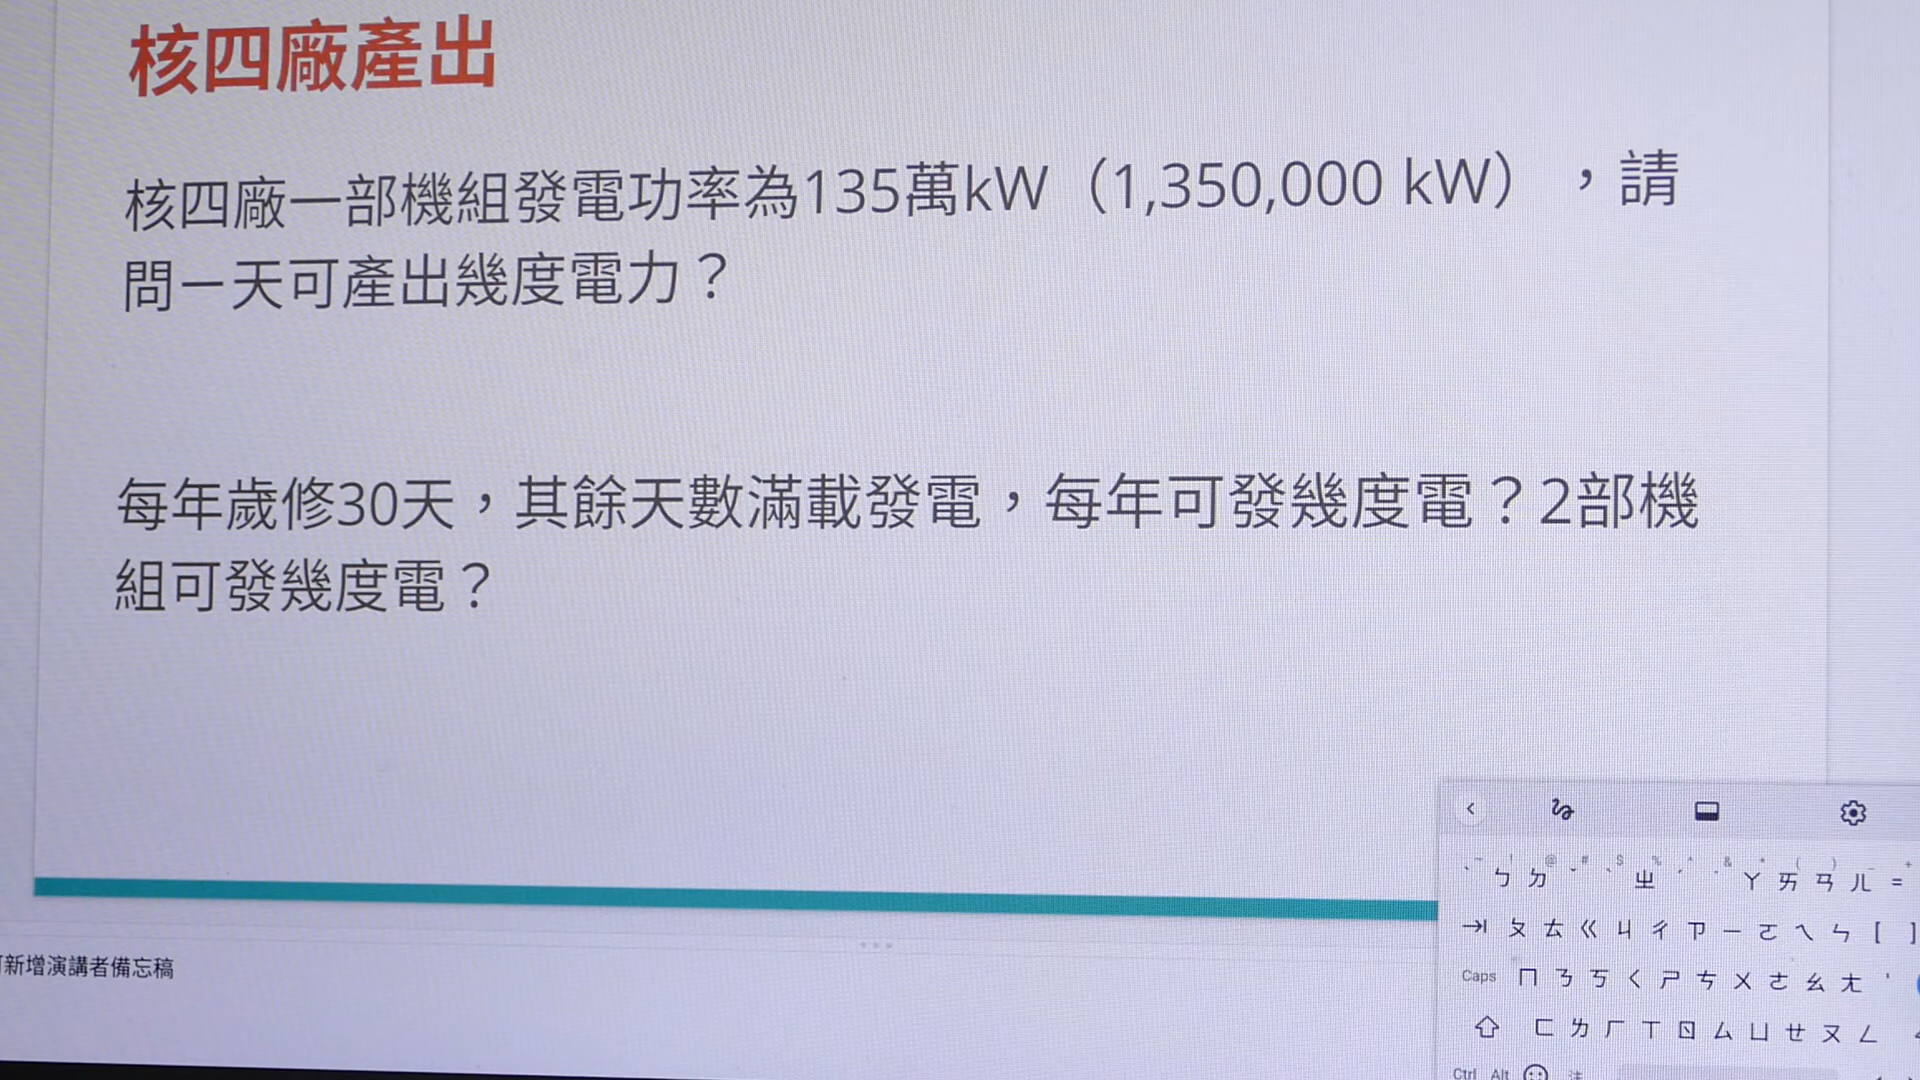 核四廠產出
核四廠一部機組發電功率為135萬kW（1,350,000 kW），請
問一天可產出幾度電力？
每年歲修30天，其餘天數滿載發電，每年可發幾度電？2部機
組可發幾度電？
新增演講者備忘稿
ㄅ ㄉ ˇ ˋ ㄓ ˊ ˙ ㄚ ㄞ ㄢ ㄦ =
ㄆ ㄊ ㄍ ㄐ ㄔ ㄗ ㄧ ㄛ ㄟ ㄣ [ ]
Caps ㄇ ㄋ ㄎ ㄑ ㄕ ㄘ ㄨ ㄜ ㄠ ㄤ '
ㄈ ㄌ ㄏ ㄒ ㄖ ㄙ ㄩ ㄝ ㄡ ㄥ
Ctrl Alt 注